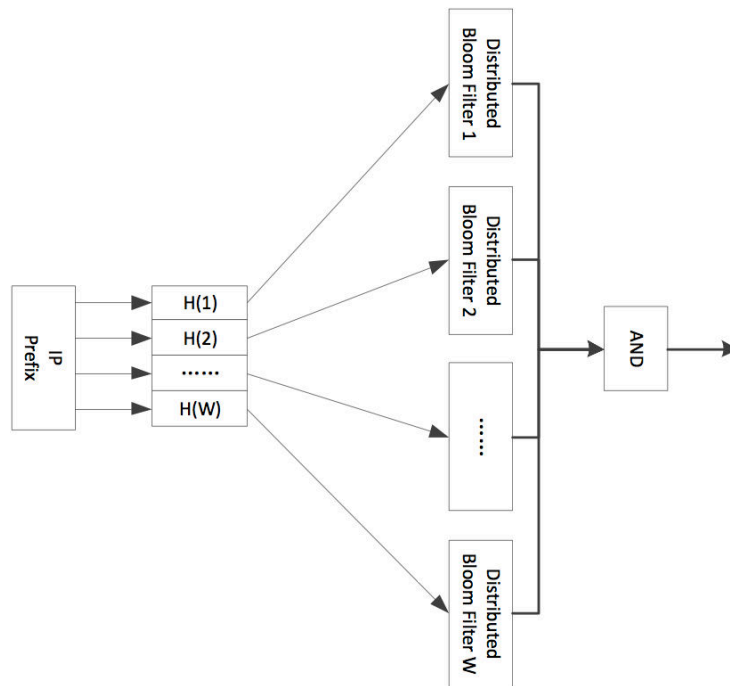 IP
Prefix
H(1)
H(2)
……
H(W)
Distributed
Bloom Filter 1
Distributed
Bloom Filter 2
……
Distributed
Bloom Filter W
AND